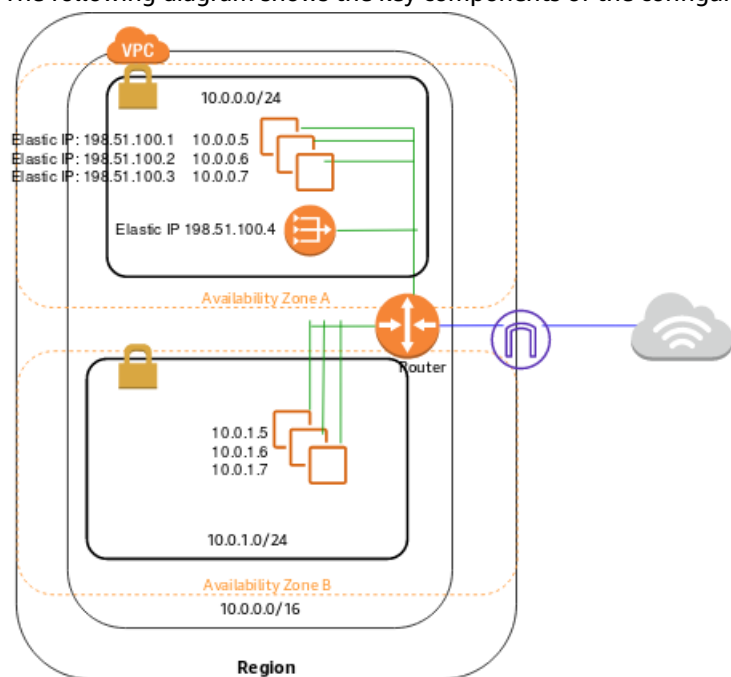 The following diagram shows the key components of the configur
VPC
10.0.0.0/24
Elastic IP: 198.51.100.1 10.0.0.5
Elastic IP: 198.51.100.2 10.0.0.6
Elastic IP: 198.51.100.3 10.0.0.7
Elastic IP 198.51.100.4
Availability Zone A
Router
10.0.1.5
10.0.1.6
10.0.1.7
10.0.1.0/24
Availability Zone B
10.0.0.0/16
Region